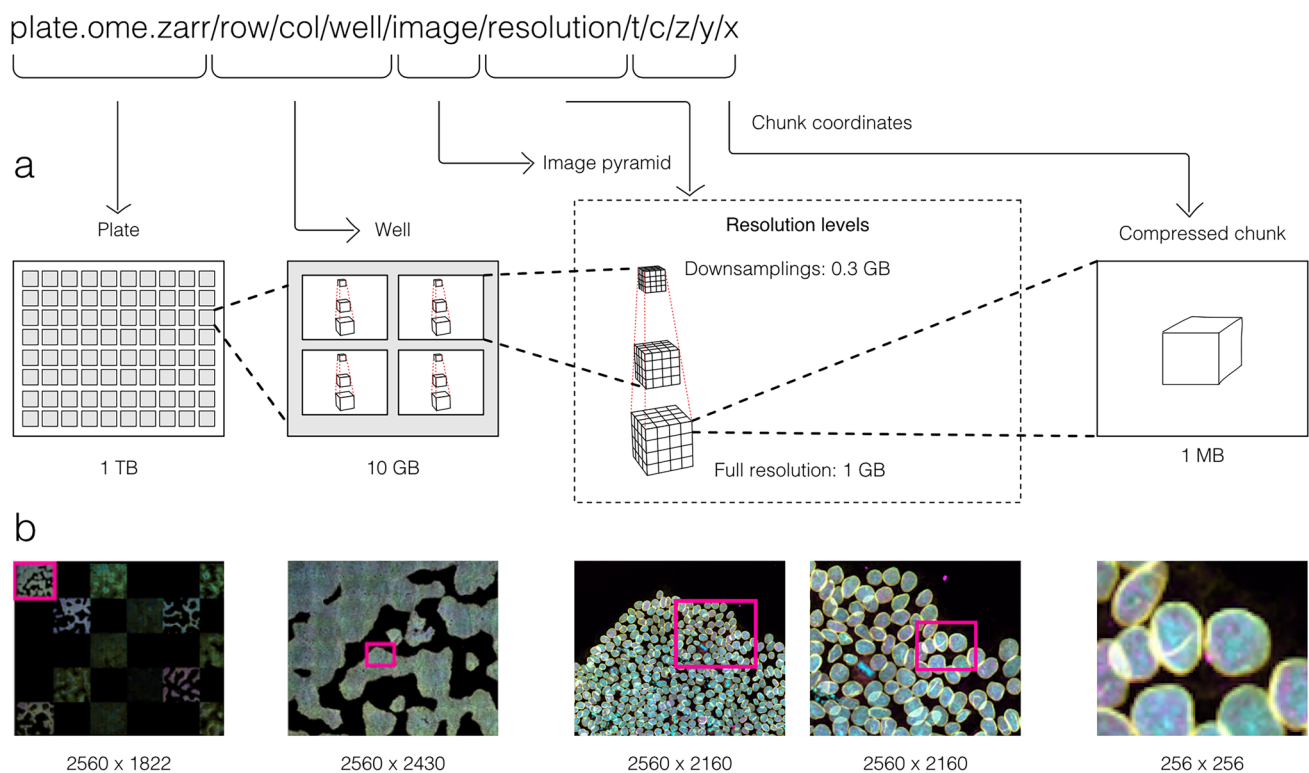 plate.ome.zarr/row/col/well/image/resolution/t/c/z/y/x
Chunk coordinates
a
Image pyramid
Plate
Well
Resolution levels
Compressed chunk
Downsamplings: 0.3 GB
Full resolution: 1 GB
1 TB
10 GB
1 MB
b
2560 x 1822
2560 x 2430
2560 x 2160
2560 x 2160
256 x 256